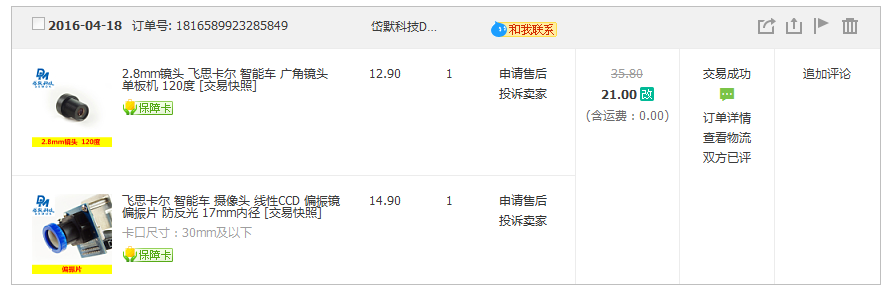 2016-04-18 订单号: 1816589923285849 岱默科技D... 和我联系
2.8mm镜头 飞思卡尔 智能车 广角镜头 12.90 1 申请售后 35.80 交易成功 追加评论
单板机 120度 [交易快照] 投诉卖家 21.00 改
保障卡 (含运费：0.00) 订单详情
2.8mm镜头 120度 查看物流
双方已评
飞思卡尔 智能车 摄像头 线性CCD 偏振镜 14.90 1 申请售后
偏振片 防反光 17mm内径 [交易快照] 投诉卖家
卡口尺寸：30mm及以下
保障卡
偏振片